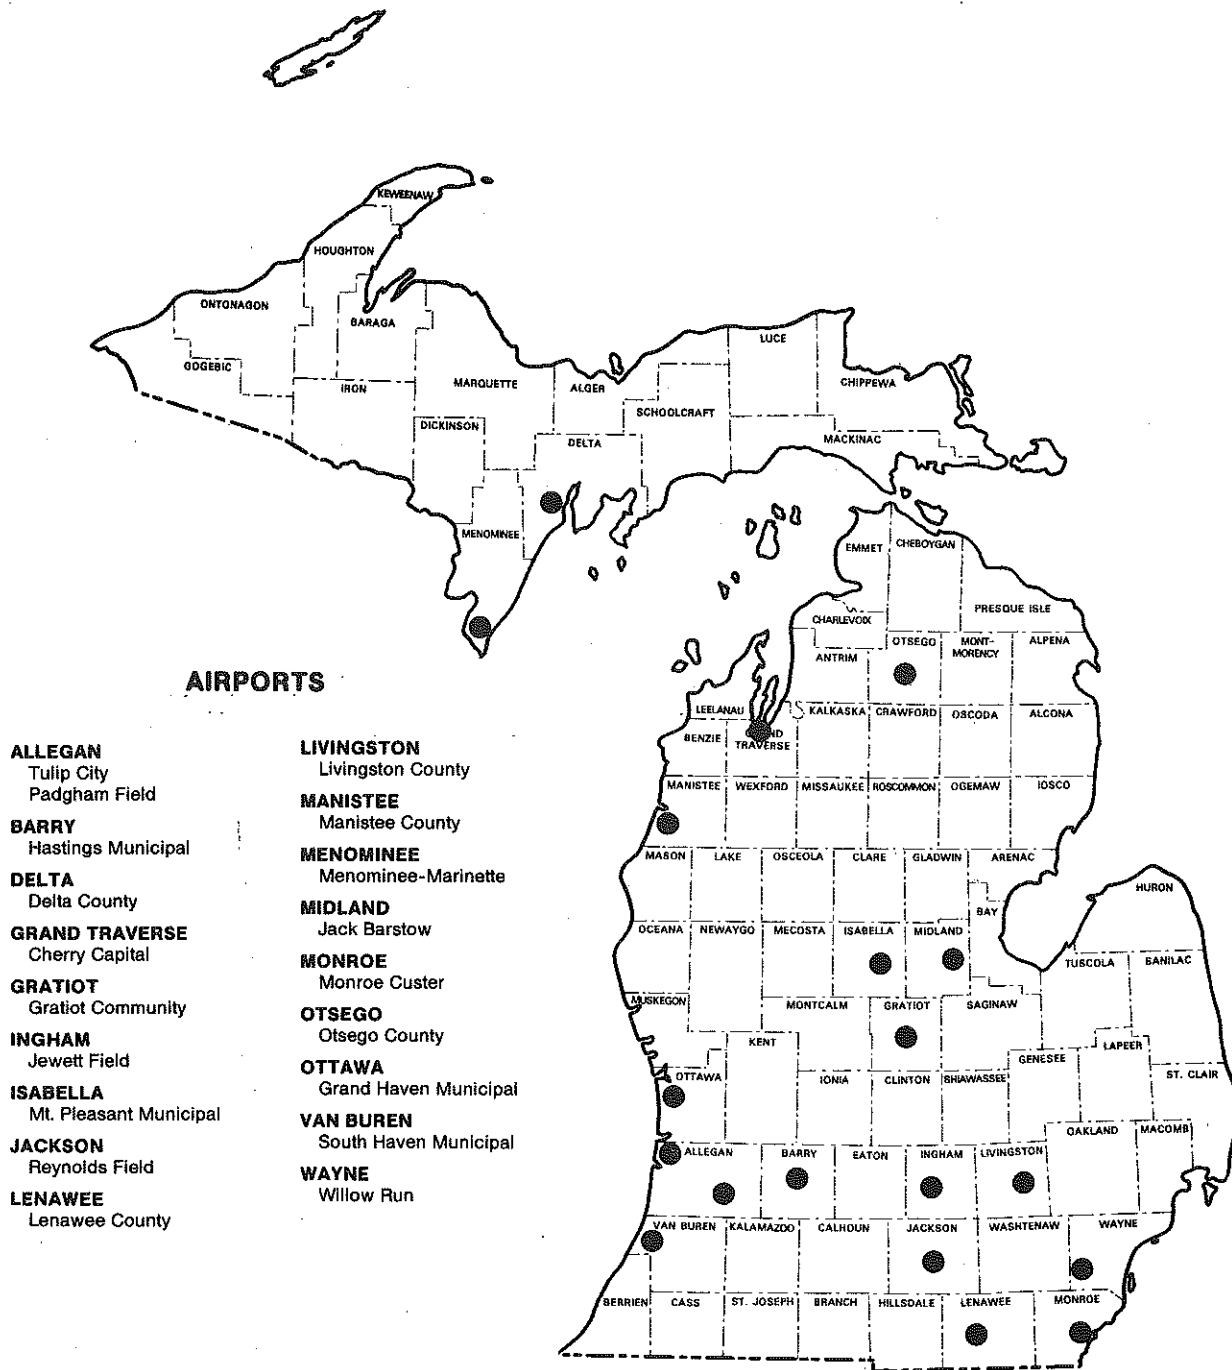 KEWEENAW
HOUGHTON
ONTONAGON
BARAGA
GOGEBIC
IRON
MARQUETTE
ALGER
LUCE
CHIPPEWA
SCHOOLCRAFT
DICKINSON
DELTA
MACKINAC
MENOMINEE
EMMET
CHEBOYGAN
PRESQUE ISLE
CHARLEVOIX
OTSEGO
MONT-
MORENCY
ALPENA
ANTRIM
LEELANAU
KALKASKA
CRAWFORD
OSCODA
ALCONA
BENZIE
TRAVERSE
MANISTEE
WEXFORD
MISSAUKEE
ROSCOMMON
OGEMAW
IOSCO
MASON
LAKE
OSCEOLA
CLARE
GLADWIN
ARENAC
HURON
BAY
OCEANA
NEWAYGO
MECOSTA
ISABELLA
MIDLAND
TUSCOLA
SANILAC
MUSKEGON
MONTCALM
GRATIOT
SAGINAW
KENT
GENESEE
LAPEER
ST. CLAIR
OTTAWA
IONIA
CLINTON
SHIAWASSEE
OAKLAND
MACOMB
ALLEGAN
BARRY
EATON
INGHAM
LIVINGSTON
VAN BUREN
KALAMAZOO
CALHOUN
JACKSON
WASHTENAW
WAYNE
BERRIEN
CASS
ST. JOSEPH
BRANCH
HILLSDALE
LENAWEE
MONROE
AIRPORTS
ALLEGAN
Tulip City
Padgham Field
BARRY
Hastings Municipal
DELTA
Delta County
GRAND TRAVERSE
Cherry Capital
GRATIOT
Gratiot Community
INGHAM
Jewett Field
ISABELLA
Mt. Pleasant Municipal
JACKSON
Reynolds Field
LENAWEE
Lenawee County
LIVINGSTON
Livingston County
MANISTEE
Manistee County
MENOMINEE
Menominee-Marinette
MIDLAND
Jack Barstow
MONROE
Monroe Custer
OTSEGO
Otsego County
OTTAWA
Grand Haven Municipal
VAN BUREN
South Haven Municipal
WAYNE
Willow Run